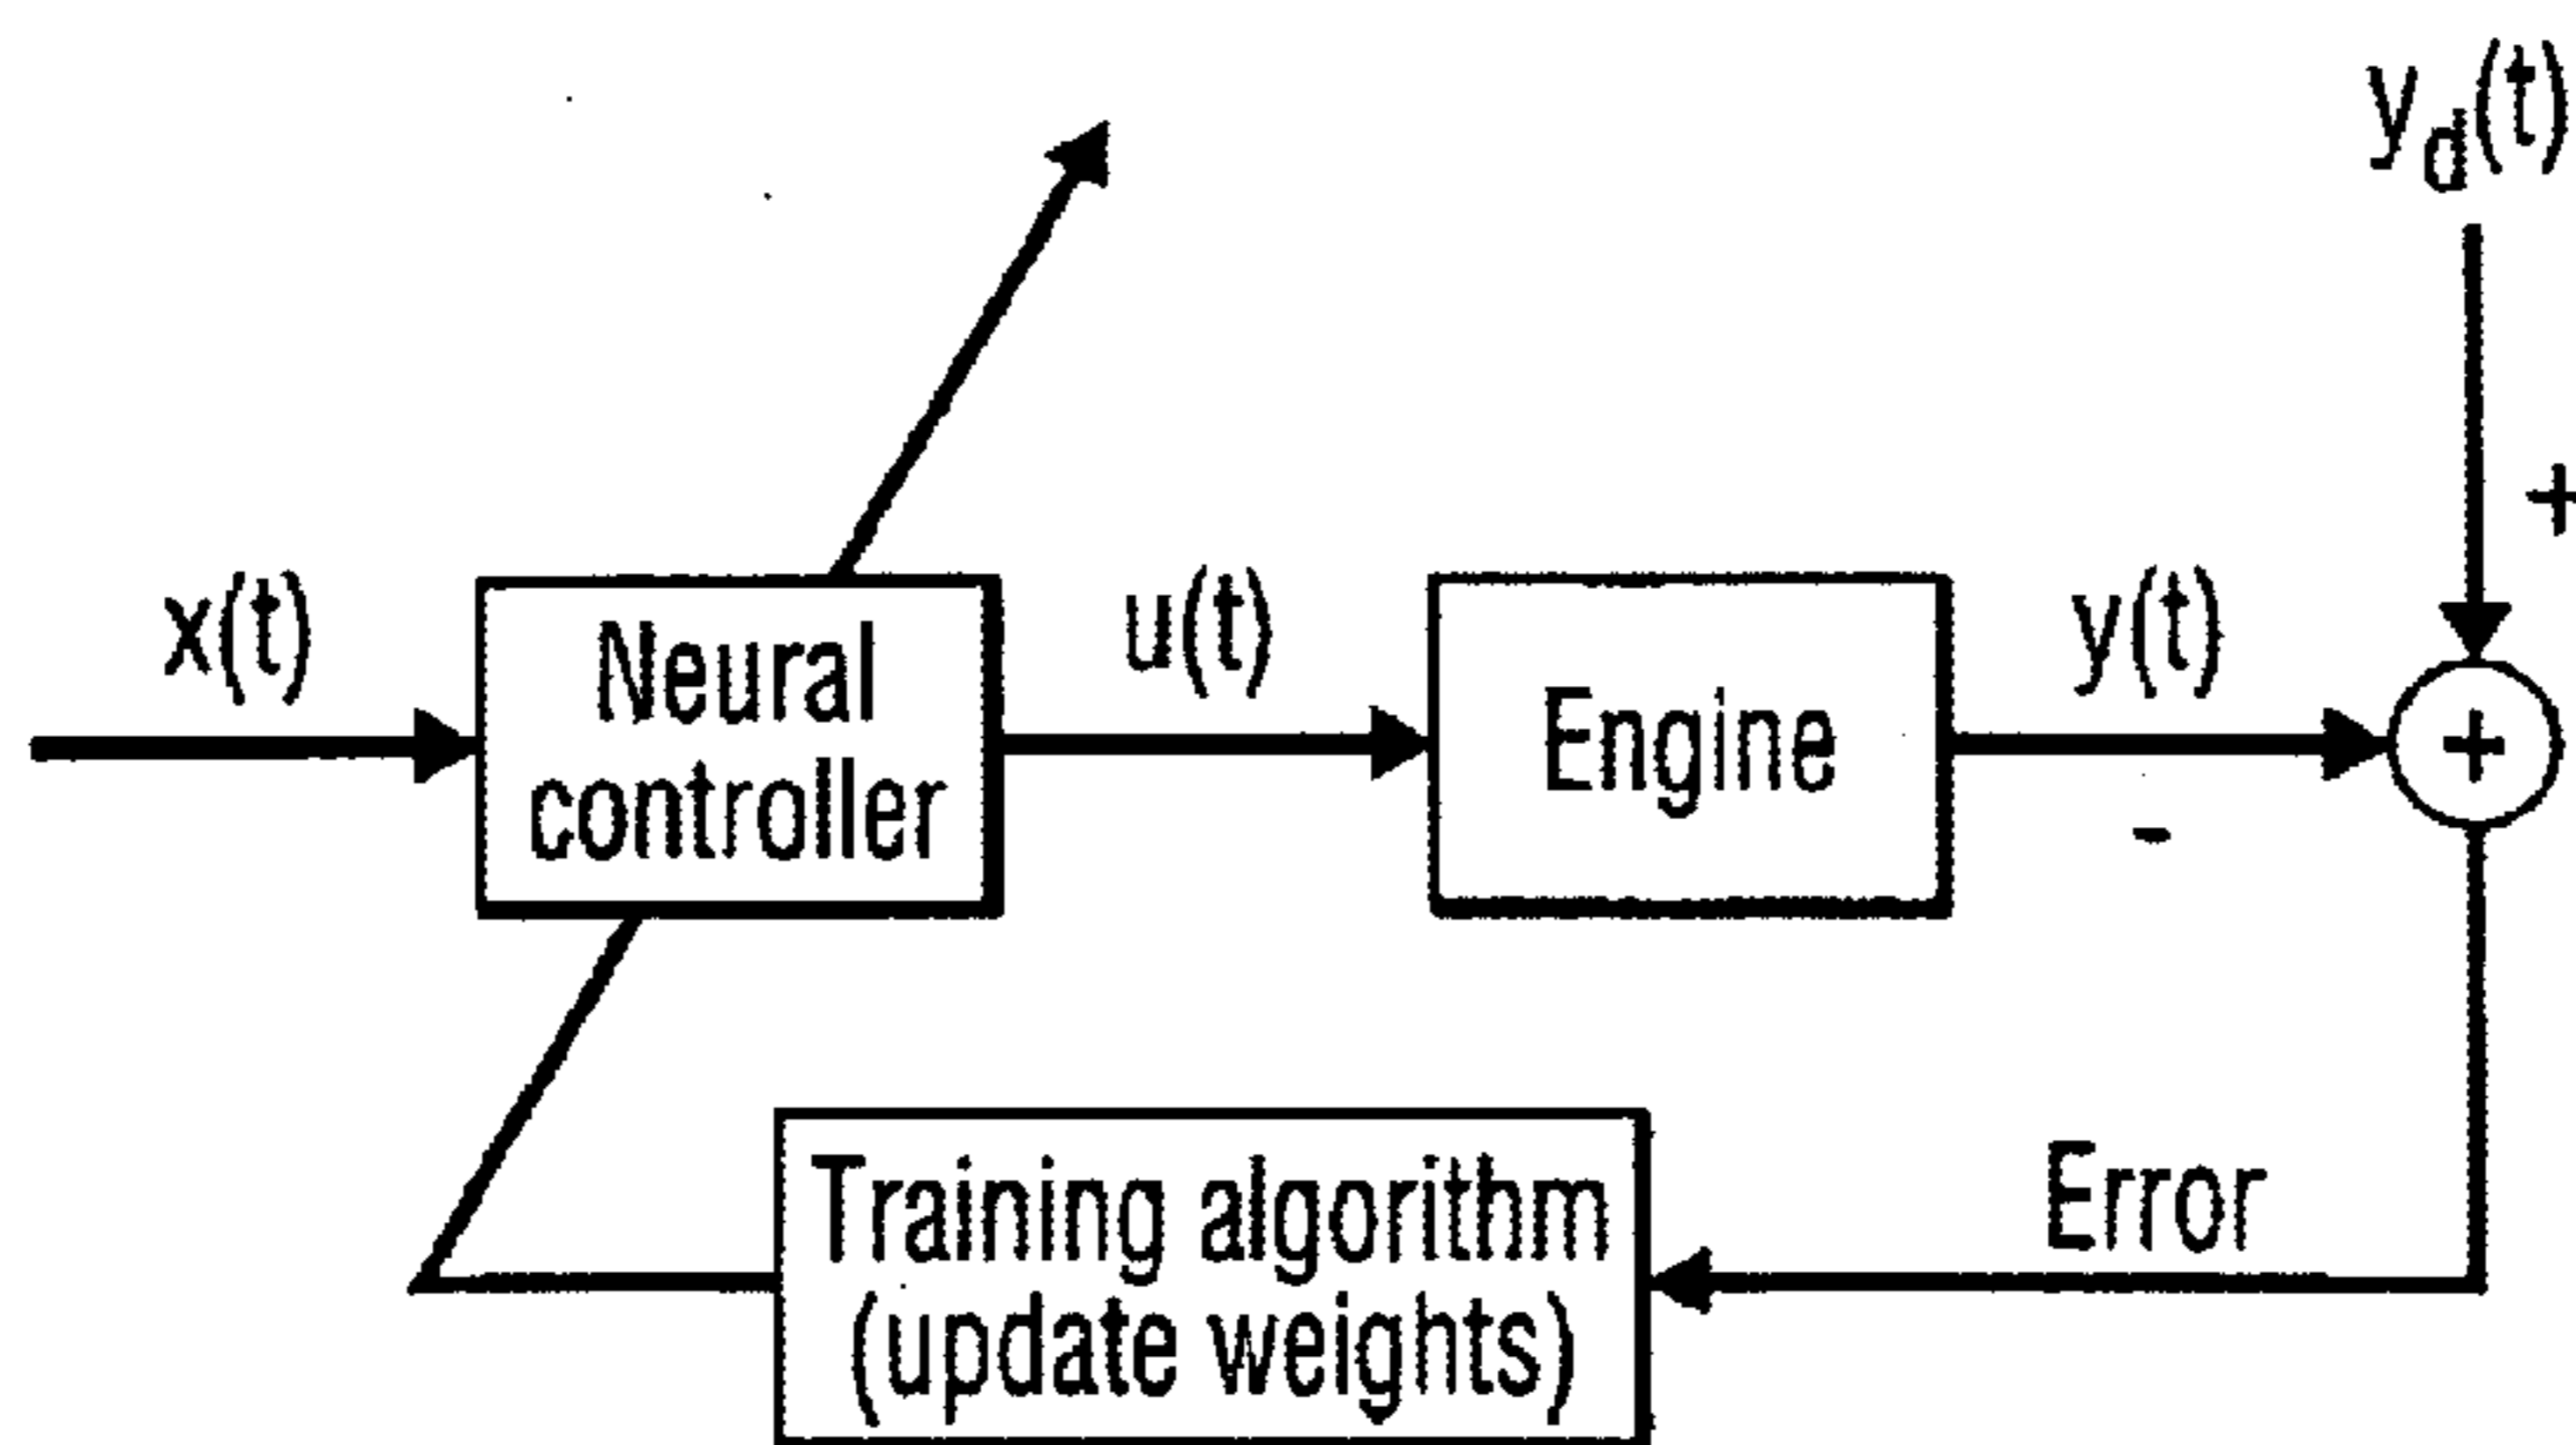 y_d(t)
+
x(t)
Neural
controller
u(t)
Engine
y(t)
+
-
Error
Training algorithm
(update weights)